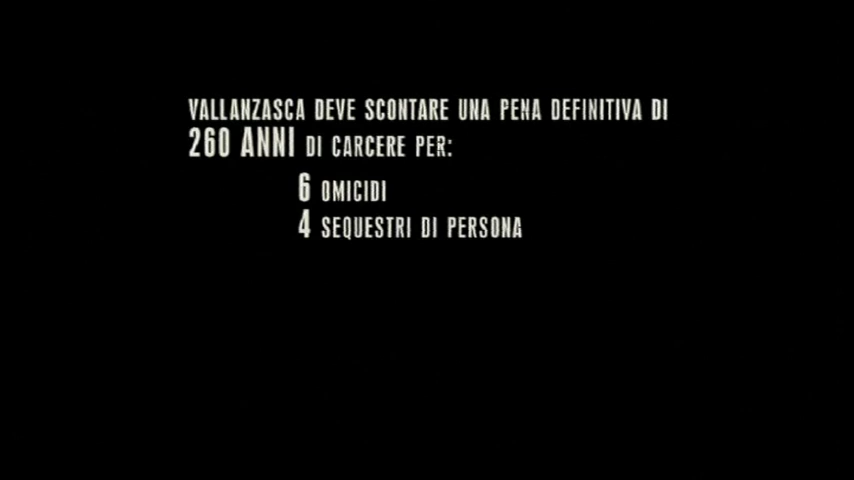 VALLANZASCA DEVE SCONTARE UNA PENA DEFINITIVA DI
260 ANNI DI CARCERE PER:
6 OMICIDI
4 SEQUESTRI DI PERSONA